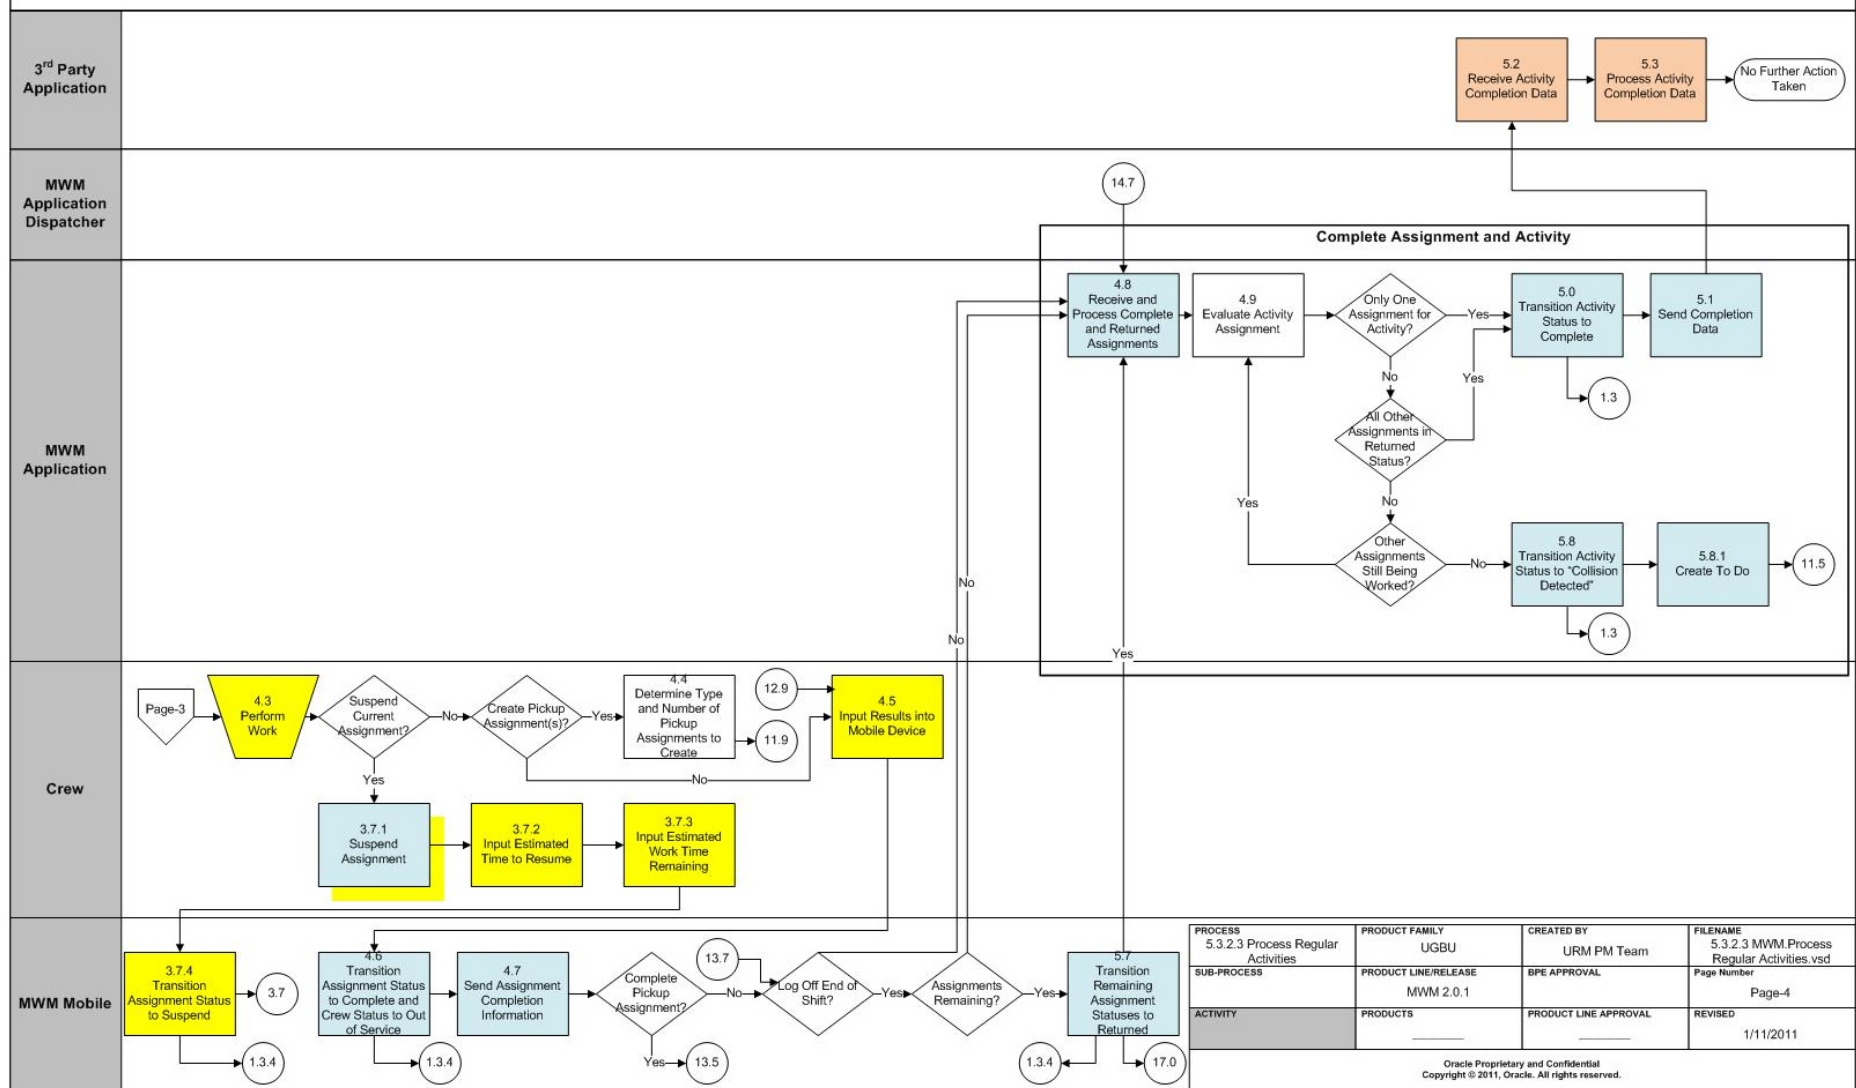 3rd Party
Application
5.2
Receive Activity
Completion Data
5.3
Process Activity
Completion Data
No Further Action
Taken
MWM
Application
Dispatcher
14.7
Complete Assignment and Activity
MWM
Application
4.8
Receive and
Process Complete
and Returned
Assignments
4.9
Evaluate Activity
Assignment
Only One
Assignment for
Activity?
Yes
5.0
Transition Activity
Status to
Complete
5.1
Send Completion
Data
No
Yes
1.3
All Other
Assignments in
Returned
Status?
No
Yes
Other
Assignments
Still Being
Worked?
No
5.8
Transition Activity
Status to "Collision
Detected"
5.8.1
Create To Do
11.5
1.3
No
No
Yes
Crew
Page-3
4.3
Perform
Work
Suspend
Current
Assignment?
No
Create Pickup
Assignment(s)?
Yes
4.4
Determine Type
and Number of
Pickup
Assignments to
Create
12.9
11.9
4.5
Input Results into
Mobile Device
Yes
No
3.7.1
Suspend
Assignment
3.7.2
Input Estimated
Time to Resume
3.7.3
Input Estimated
Work Time
Remaining
MWM Mobile
3.7.4
Transition
Assignment Status
to Suspend
3.7
1.3.4
4.6
Transition
Assignment Status
to Complete and
Crew Status to Out
of Service
1.3.4
4.7
Send Assignment
Completion
Information
Complete
Pickup
Assignment?
No
Yes
13.5
13.7
Log Off End of
Shift?
Yes
Assignments
Remaining?
Yes
5.7
Transition
Remaining
Assignment
Statuses to
Returned
1.3.4
17.0
PROCESS
5.3.2.3 Process Regular
Activities
PRODUCT FAMILY
UGBU
CREATED BY
URM PM Team
FILENAME
5.3.2.3 MWM.Process
Regular Activities.vsd
SUB-PROCESS
PRODUCT LINE/RELEASE
MWM 2.0.1
BPE APPROVAL
Page Number
Page-4
ACTIVITY
PRODUCTS
PRODUCT LINE APPROVAL
REVISED
1/11/2011
Oracle Proprietary and Confidential
Copyright © 2011, Oracle. All rights reserved.